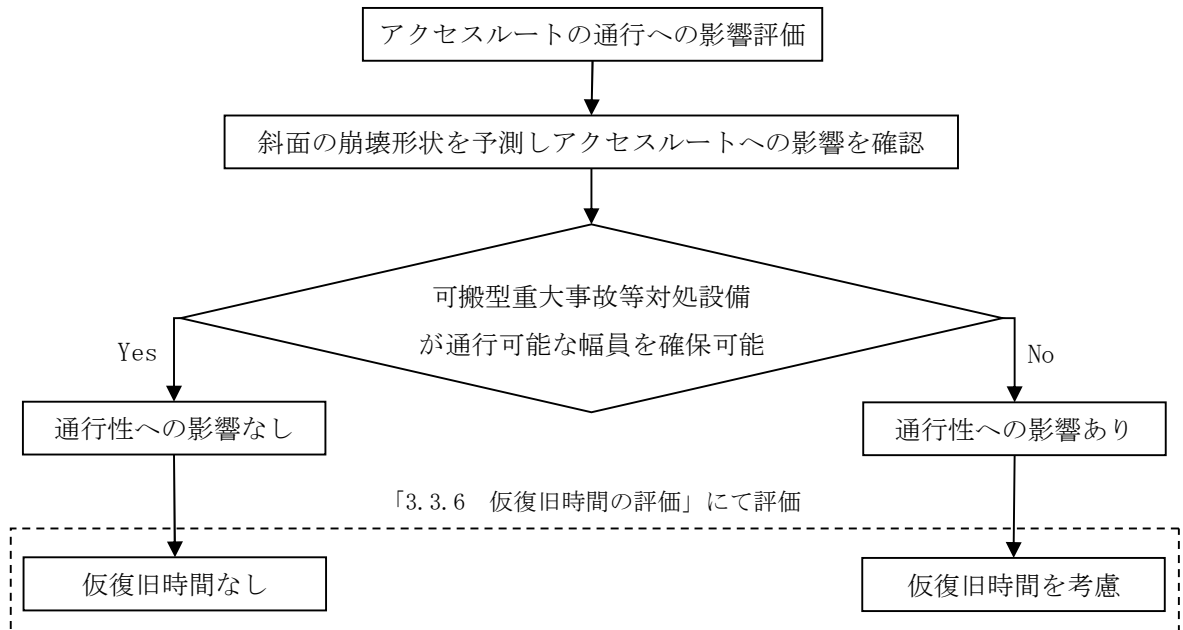 アクセスルートの通行への影響評価
斜面の崩壊形状を予測しアクセスルートへの影響を確認
可搬型重大事故等対処設備
が通行可能な幅員を確保可能
Yes
No
通行性への影響なし
通行性への影響あり
「3.3.6　仮復旧時間の評価」にて評価
仮復旧時間なし
仮復旧時間を考慮